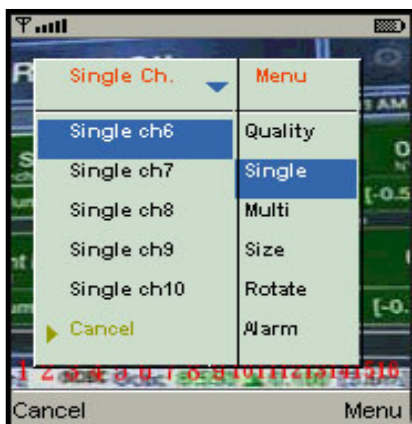 Single Ch. Menu
Single ch6 Quality
Single ch7 Single
Single ch8 Multi
Single ch9 Size
Single ch10 Rotate
Cancel Alarm
Cancel Menu